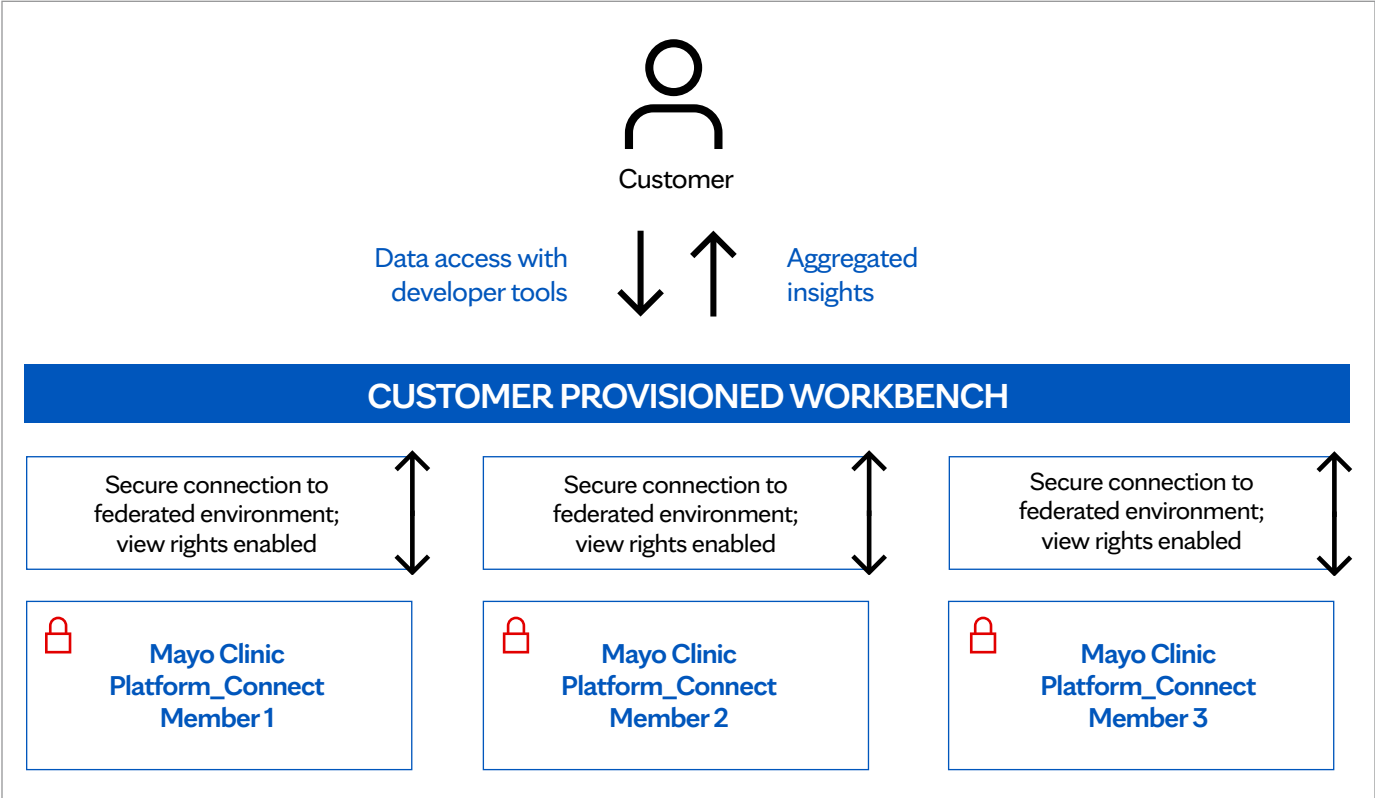 Customer
Data access with
developer tools
Aggregated
insights
CUSTOMER PROVISIONED WORKBENCH
Secure connection to
federated environment;
view rights enabled
Secure connection to
federated environment;
view rights enabled
Secure connection to
federated environment;
view rights enabled
Mayo Clinic
Platform_Connect
Member 1
Mayo Clinic
Platform_Connect
Member 2
Mayo Clinic
Platform_Connect
Member 3